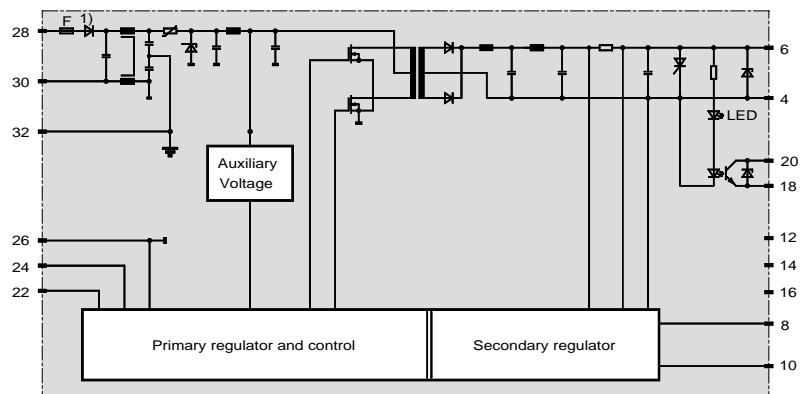 F 1)
28
6
30
4
LED
32
20
Auxiliary
Voltage
18
26
12
24
14
22
16
8
Primary regulator and control
Secondary regulator
10